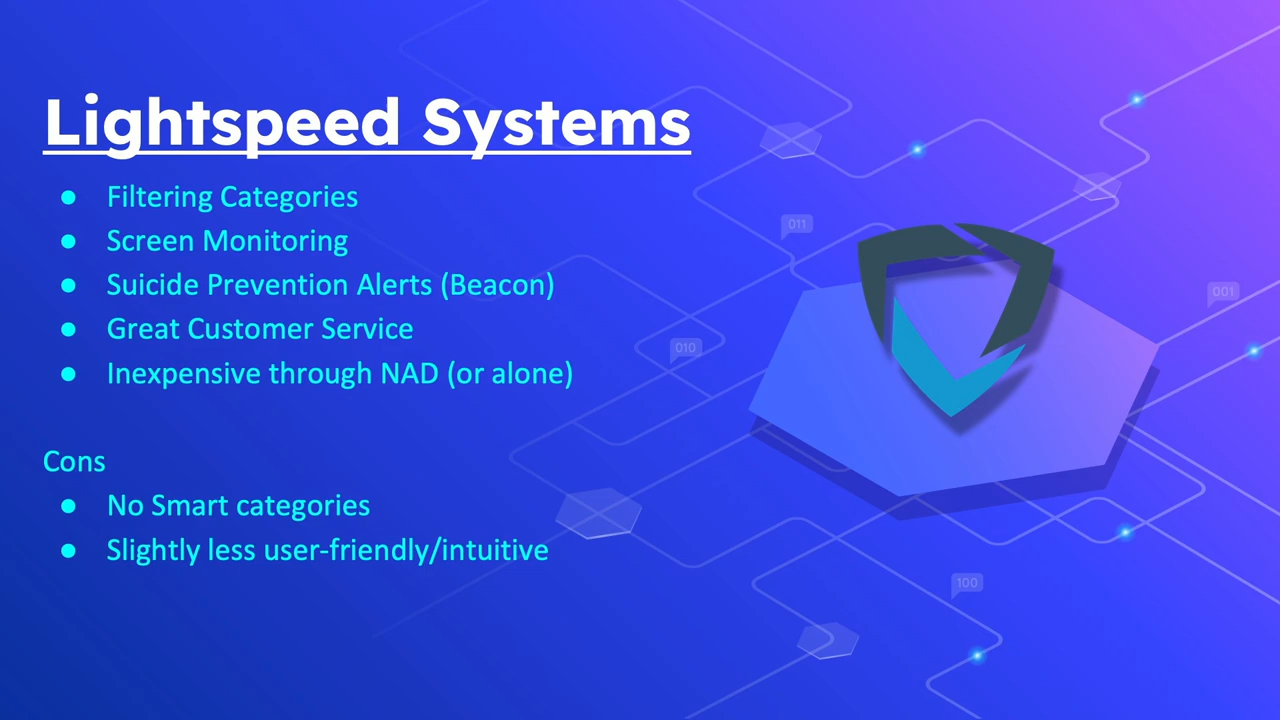 Lightspeed Systems
● Filtering Categories
● Screen Monitoring
● Suicide Prevention Alerts (Beacon)
● Great Customer Service
● Inexpensive through NAD (or alone)
Cons
● No Smart categories
● Slightly less user-friendly/intuitive
011
001
010
100